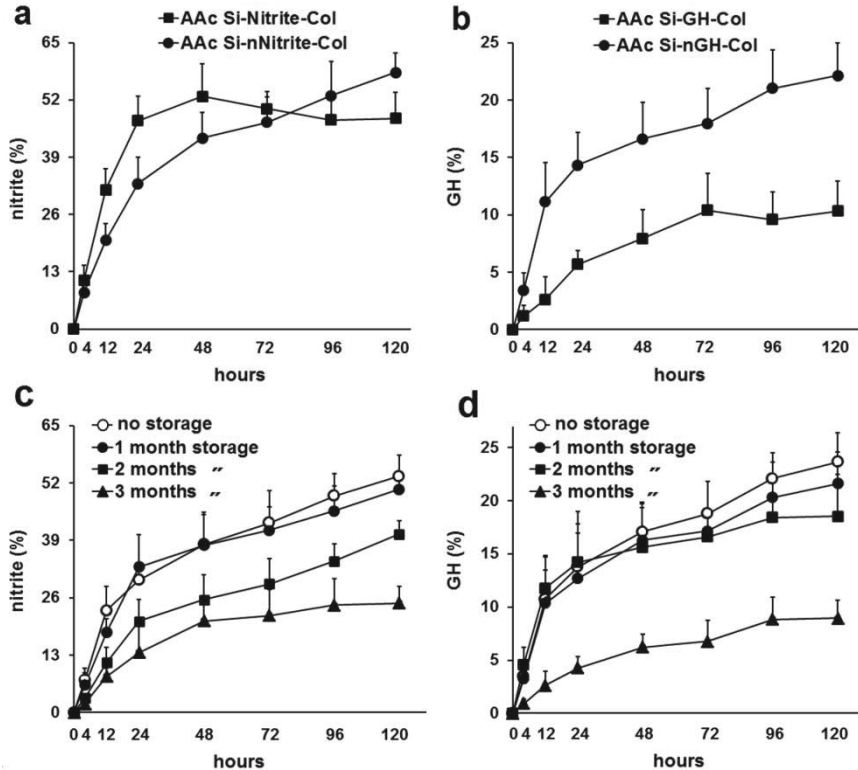 a
AAc Si-Nitrite-Col
AAc Si-nNitrite-Col
65
52
39
26
13
0
nitrite (%)
0 4 12 24 48 72 96 120
hours
b
AAc Si-GH-Col
AAc Si-nGH-Col
25
20
15
10
5
0
GH (%)
0 4 12 24 48 72 96 120
hours
c
no storage
1 month storage
2 months ″
3 months ″
65
52
39
26
13
0
nitrite (%)
0 4 12 24 48 72 96 120
hours
d
no storage
1 month storage
2 months ″
3 months ″
25
20
15
10
5
0
GH (%)
0 4 12 24 48 72 96 120
hours